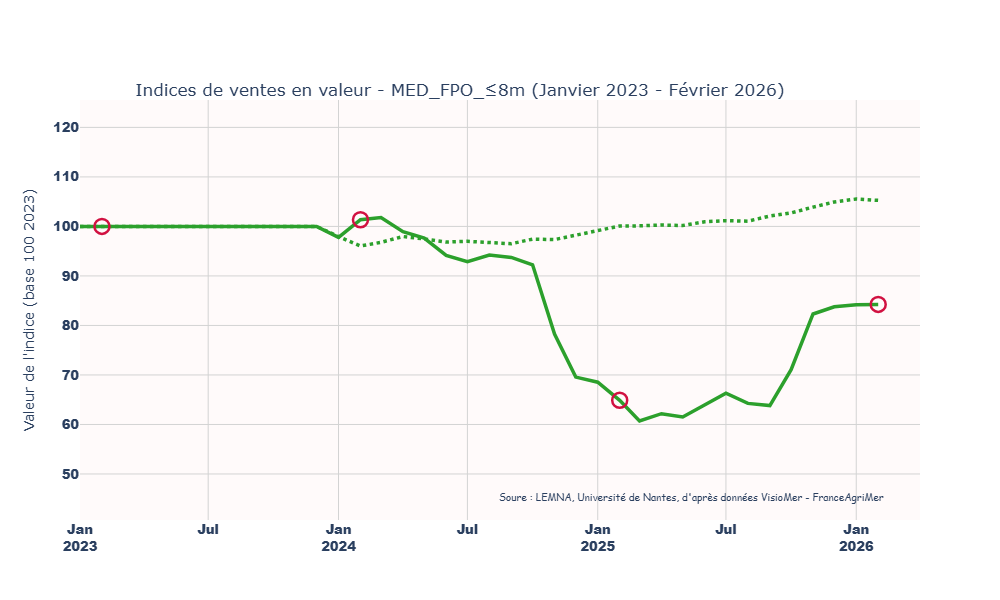 Indices de ventes en valeur - MED_FPO_≤8m (Janvier 2023 - Février 2026)
Valeur de l'indice (base 100 2023)
120
110
100
90
80
70
60
50
Soure : LEMNA, Université de Nantes, d'après données VisioMer - FranceAgriMer
Jan Jul Jan Jul Jan Jul Jan
2023 2024 2025 2026